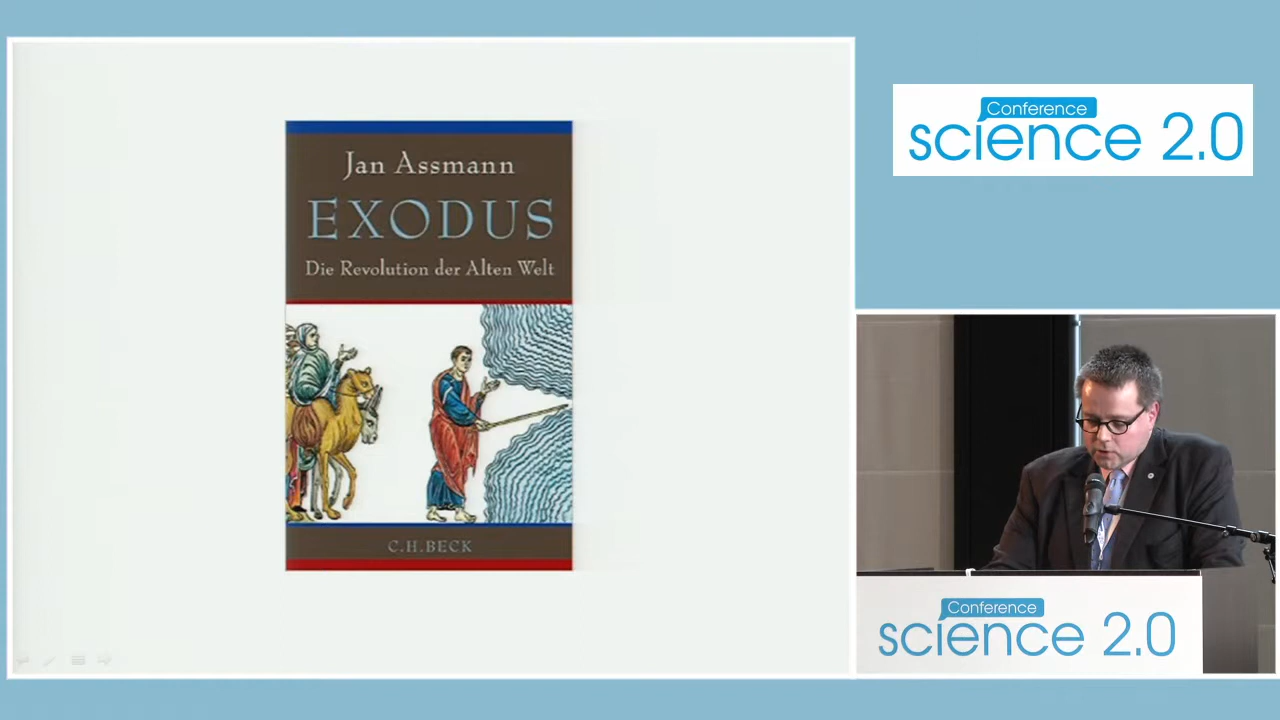 Jan Assmann
EXODUS
Die Revolution der Alten Welt
C.H.BECK
Conference
science 2.0
Conference
science 2.0